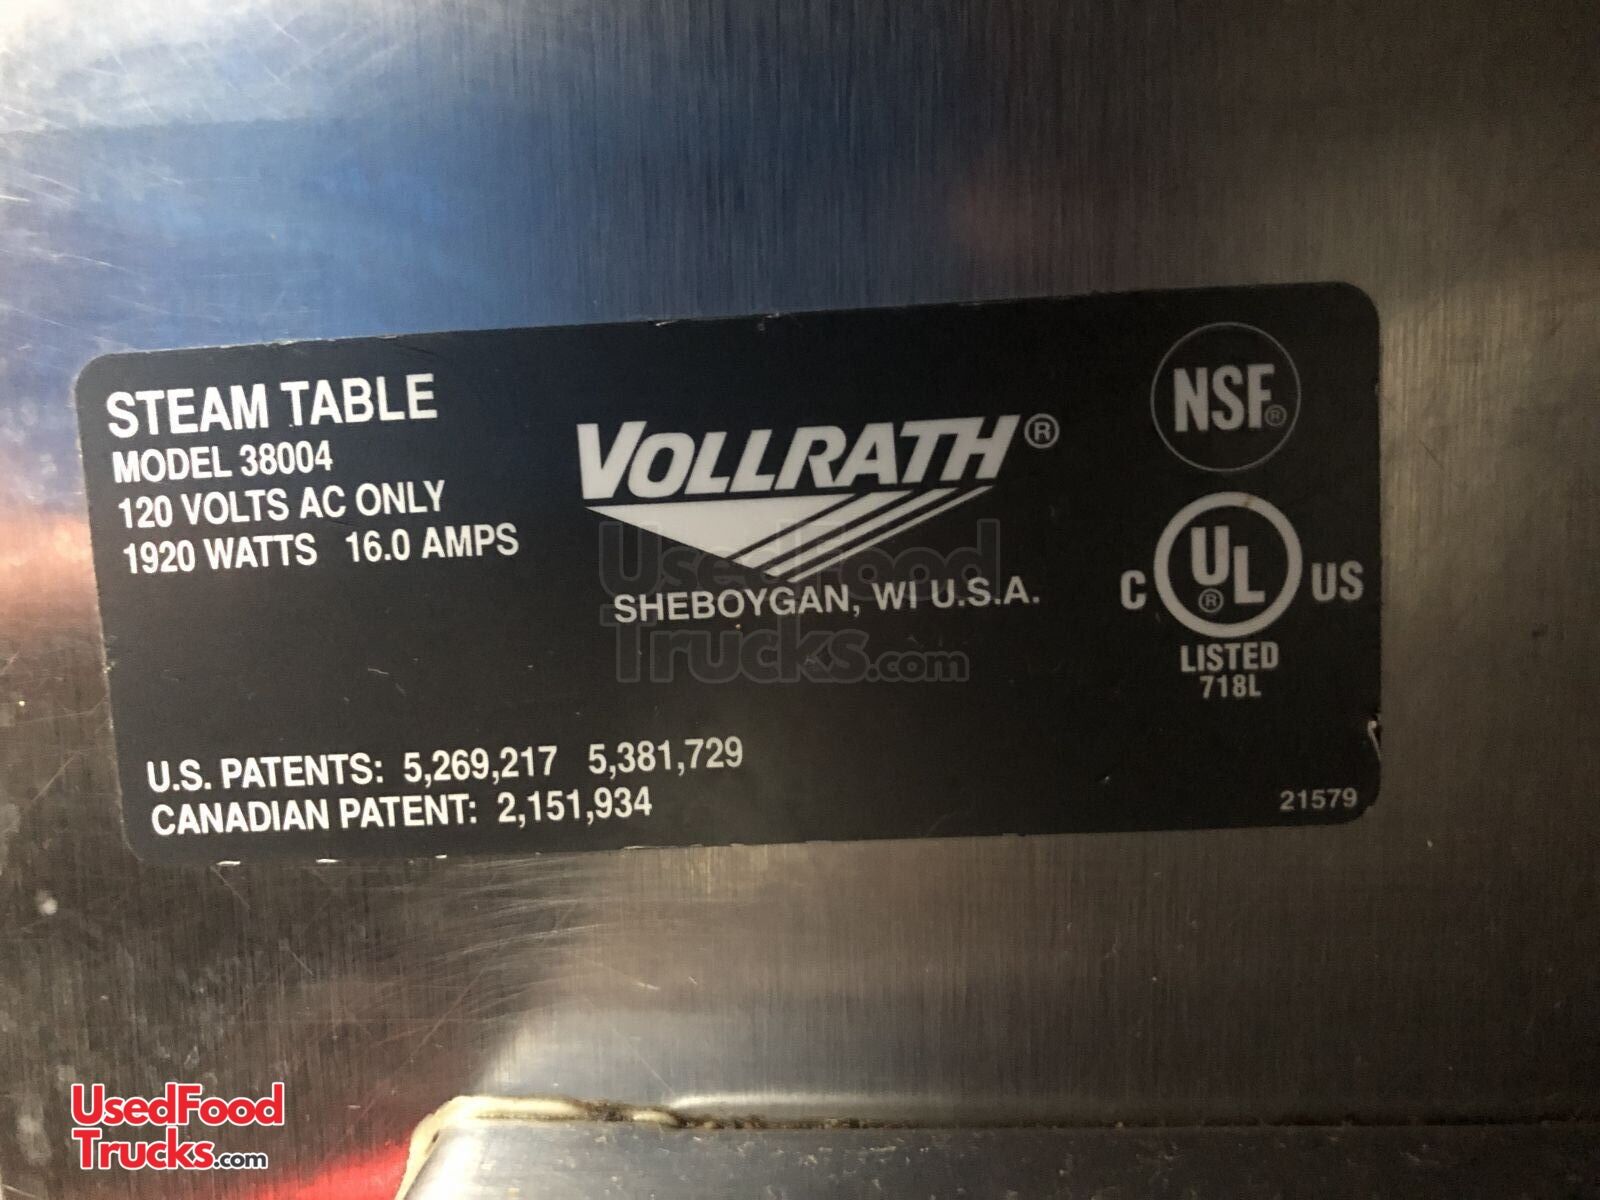 STEAM TABLE
MODEL 38004
120 VOLTS AC ONLY
1920 WATTS 16.0 AMPS
VOLLRATH®
SHEBOYGAN, WI U.S.A.
NSF®
C UL® US
LISTED
718L
U.S. PATENTS: 5,269,217 5,381,729
CANADIAN PATENT: 2,151,934
21579
UsedFood
Trucks.com
UsedFood
Trucks.com